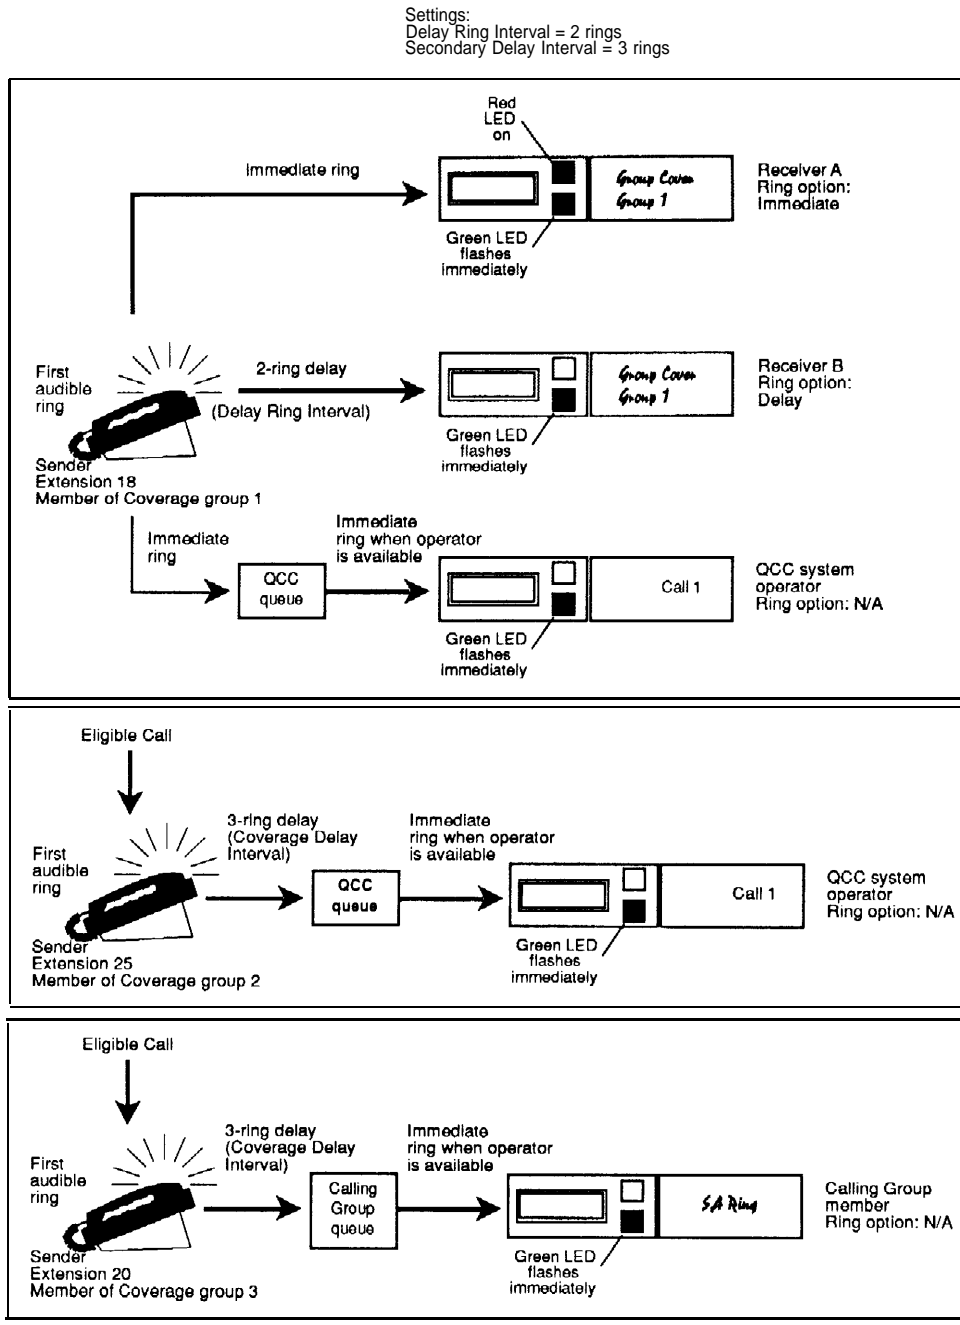 Settings:
Delay Ring Interval = 2 rings
Secondary Delay Interval = 3 rings
Red
LED
on
Immediate ring
Group Cover
Group 1
Receiver A
Ring option:
Immediate
Green LED
flashes
immediately
First
audible
ring
2-ring delay
(Delay Ring Interval)
Group Cover
Group 1
Receiver B
Ring option:
Delay
Green LED
flashes
immediately
Sender
Extension 18
Member of Coverage group 1
Immediate
ring
QCC
queue
Immediate
ring when operator
is available
Call 1
QCC system
operator
Ring option: N/A
Green LED
flashes
immediately
Eligible Call
First
audible
ring
3-ring delay
(Coverage Delay
Interval)
QCC
queue
Immediate
ring when operator
is available
Call 1
QCC system
operator
Ring option: N/A
Green LED
flashes
immediately
Sender
Extension 25
Member of Coverage group 2
Eligible Call
First
audible
ring
3-ring delay
(Coverage Delay
Interval)
Calling
Group
queue
Immediate
ring when operator
is available
SA Ring
Calling Group
member
Ring option: N/A
Green LED
flashes
immediately
Sender
Extension 20
Member of Coverage group 3